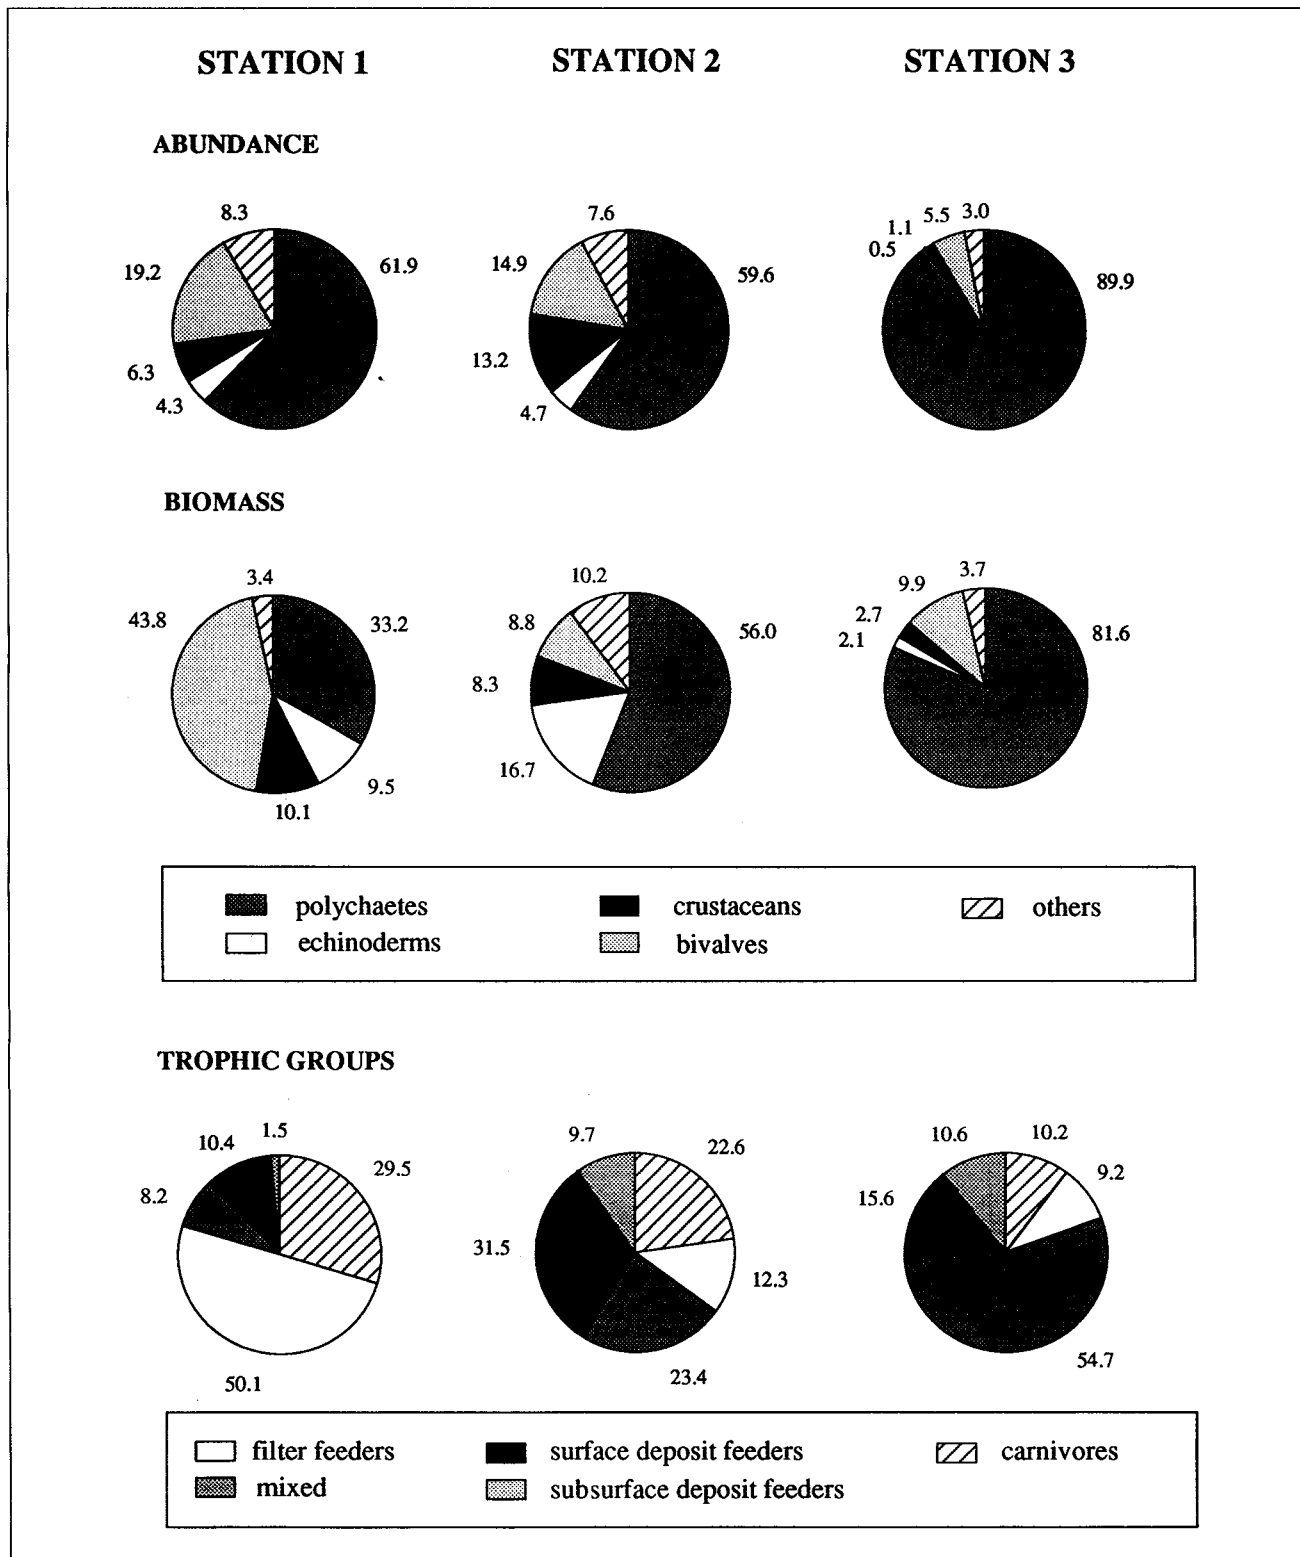 STATION 1 STATION 2 STATION 3
ABUNDANCE
8.3 7.6 5.5 3.0
1.1
0.5
19.2 61.9 14.9 59.6 89.9
6.3 13.2
4.3 4.7
BIOMASS
3.4 10.2 9.9 3.7
43.8 33.2 8.8 56.0 2.7 81.6
2.1
8.3
9.5 16.7
10.1
polychaetes crustaceans others
echinoderms bivalves
TROPHIC GROUPS
10.4 1.5 9.7 22.6 10.6 10.2
29.5 9.2
8.2 15.6
31.5 12.3
50.1 23.4 54.7
filter feeders surface deposit feeders carnivores
mixed subsurface deposit feeders